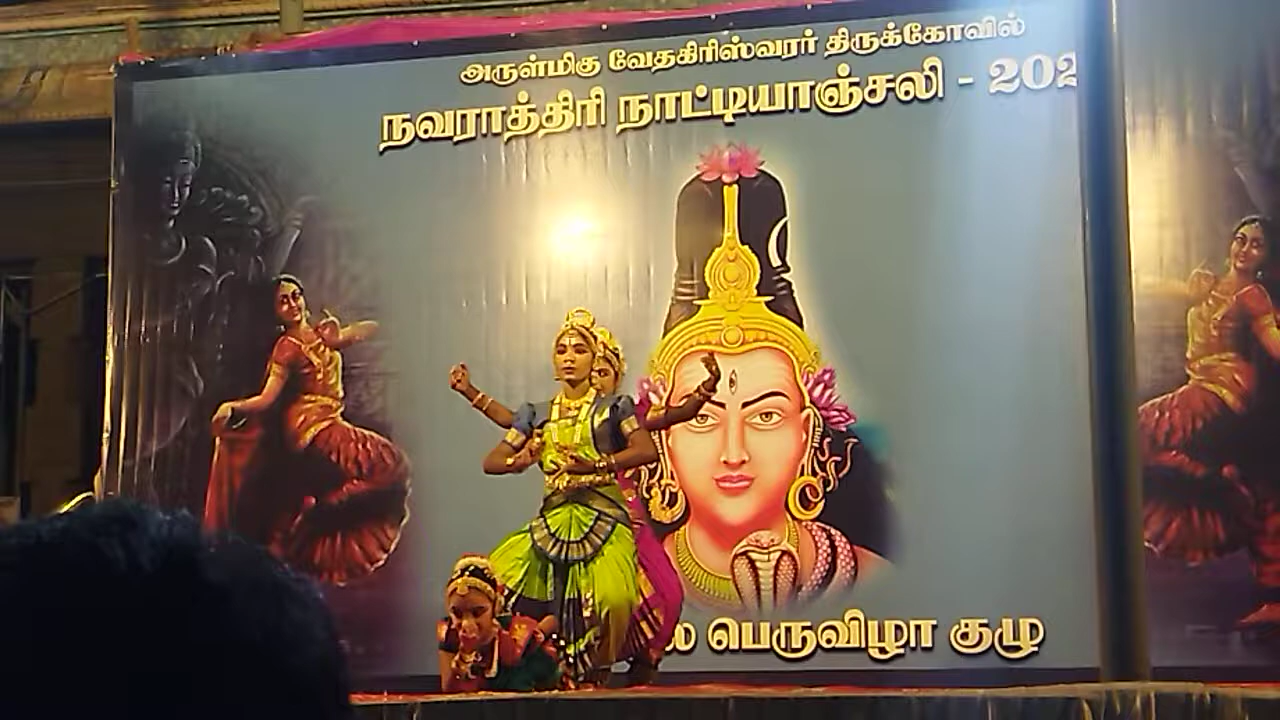 அருள்மிகு வேதகிரிஸ்வரர் திருக்கோவில்
நவராத்திரி நாட்டியாஞ்சலி - 202
பெருவிழா குழு